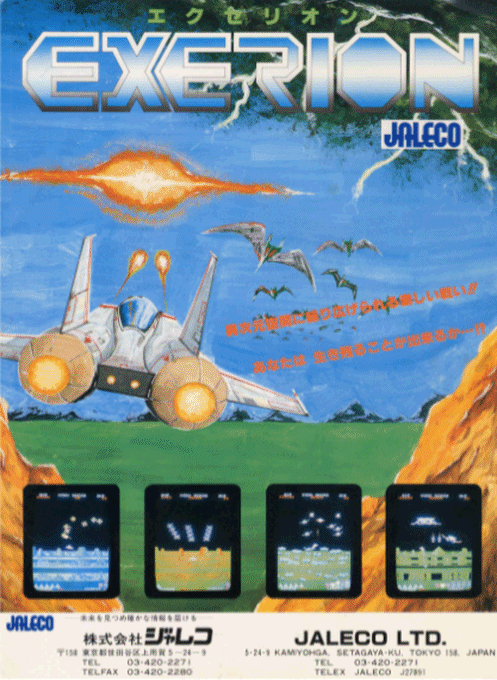 エクセリオン
EXERION
JALECO
異次元空間に繰り広げられる激しい戦い!!
あなたは 生き残ることが出来るか…!?
JALECO
未来を見つめ確かな情報を届ける
株式会社ジャレコ
〒158 東京都世田谷区上用賀5-24-9
TEL 03-420-2271
TELFAX 03-420-2280
JALECO LTD.
5-24-9 KAMIYOHGA, SETAGAYA-KU, TOKYO 158, JAPAN
TEL 03-420-2271
TELEX JALECO J27891